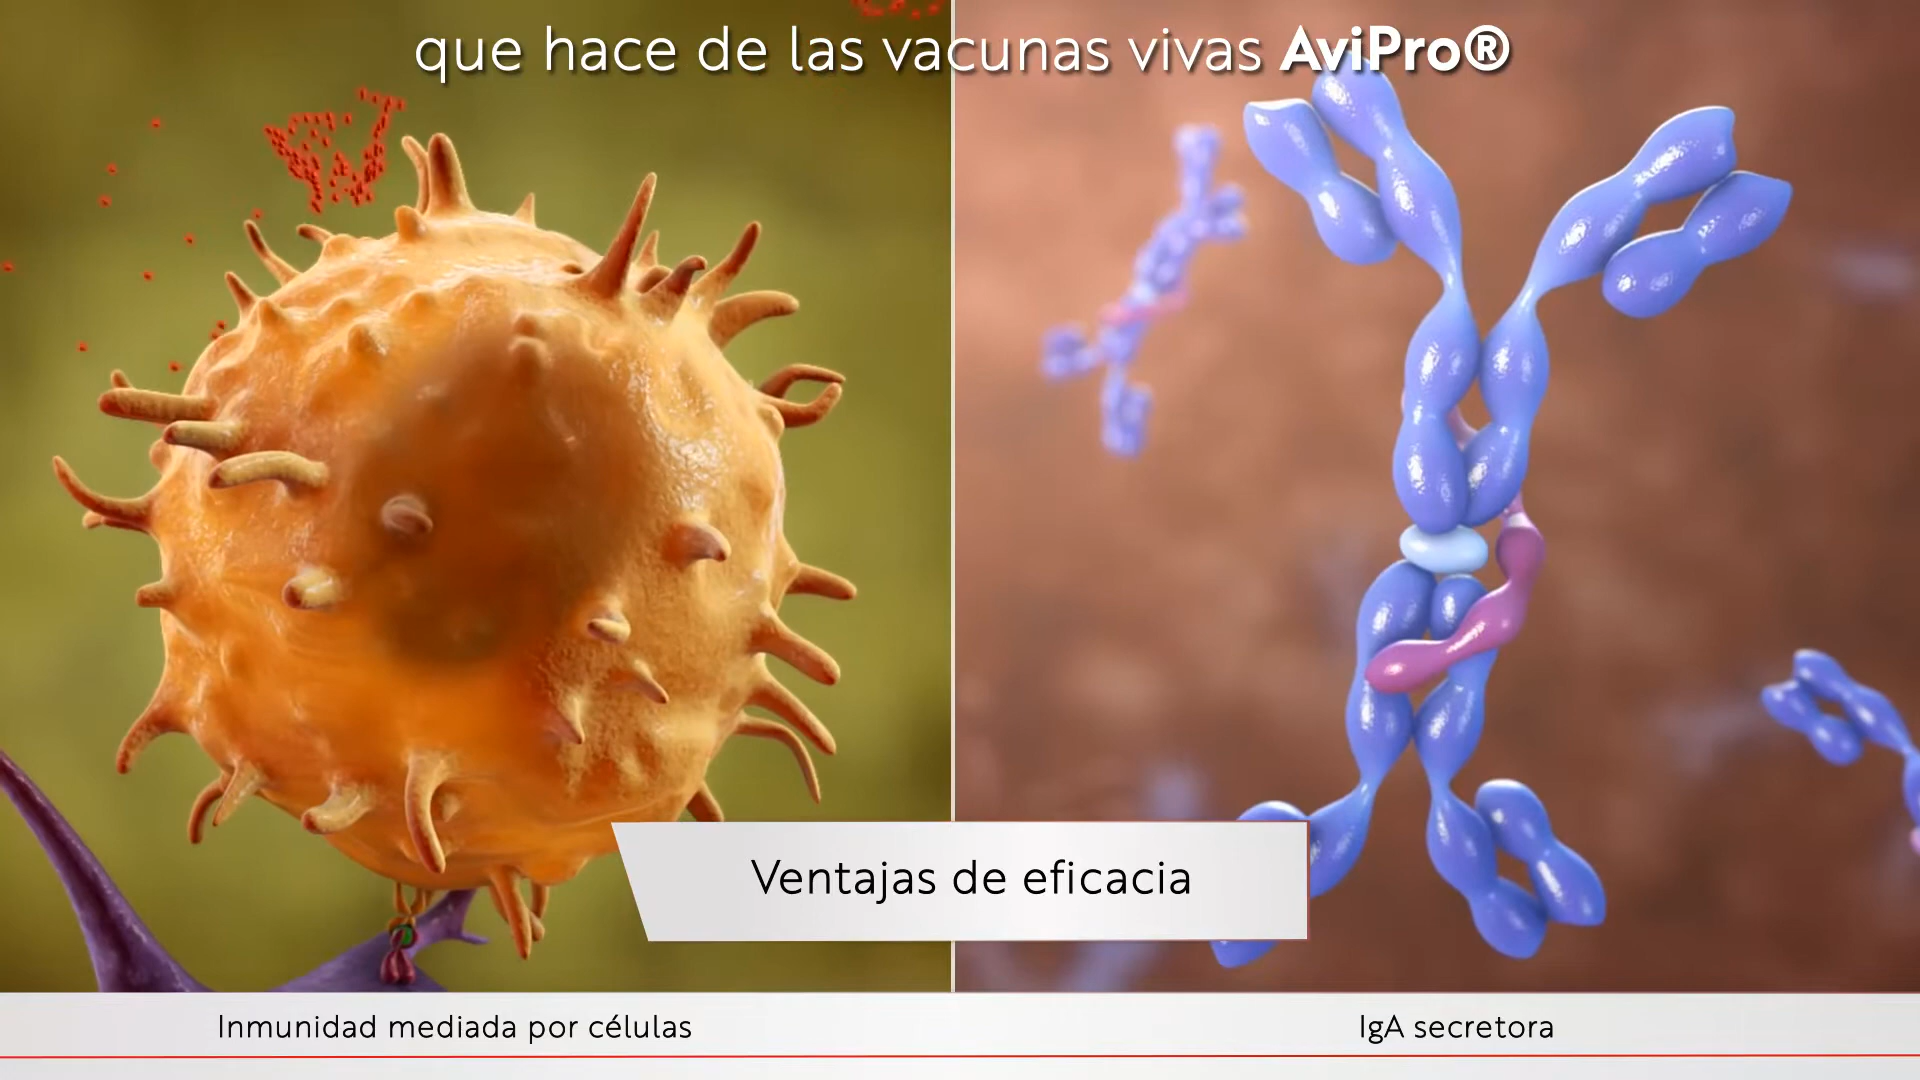 que hace de las vacunas vivas AviPro®
Ventajas de eficacia
Inmunidad mediada por células
IgA secretora